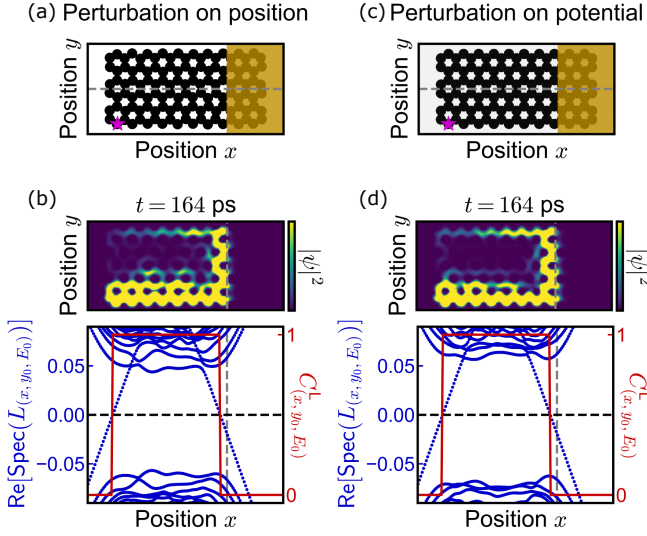 (a) Perturbation on position
Position y
Position x
(c) Perturbation on potential
Position y
Position x
(b)
t = 164 ps
Position y
|ψ|²
Re[Spec(L(x, y₀, E₀))]
0.05
0.00
−0.05
1
0
C^L(x, y₀, E₀)
Position x
(d)
t = 164 ps
Position y
|ψ|²
Re[Spec(L(x, y₀, E₀))]
0.05
0.00
−0.05
1
0
C^L(x, y₀, E₀)
Position x